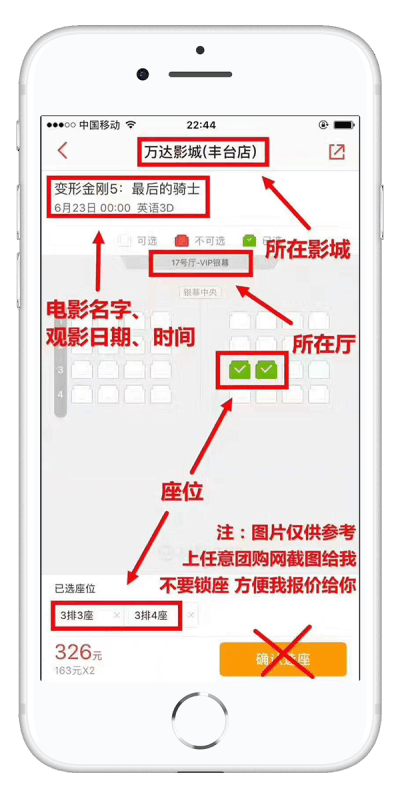 中国移动
22:44
万达影城(丰台店)
变形金刚5：最后的骑士
6月23日 00:00 英语3D
可选
不可选
所在影城
17号厅-VIP银幕
银幕中央
电影名字、
观影日期、时间
所在厅
3
4
座位
注：图片仅供参考
上任意团购网截图给我
不要锁座 方便我报价给你
已选座位
3排3座 × 3排4座 ×
326元
163元X2